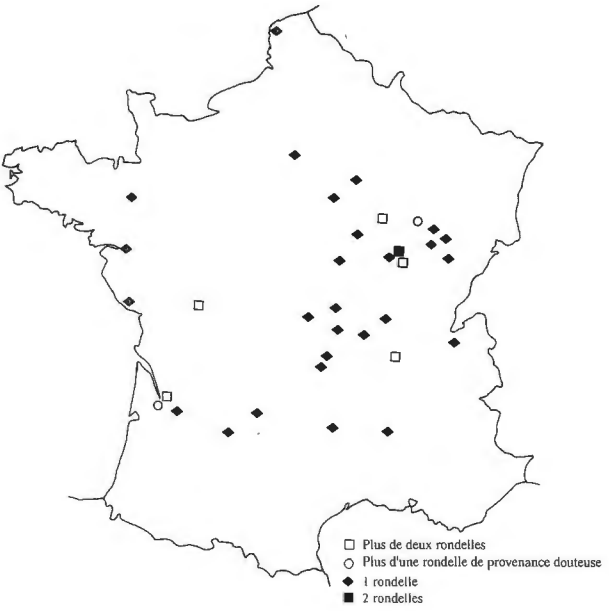 Plus de deux rondelles
Plus d'une rondelle de provenance douteuse
1 rondelle
2 rondelles